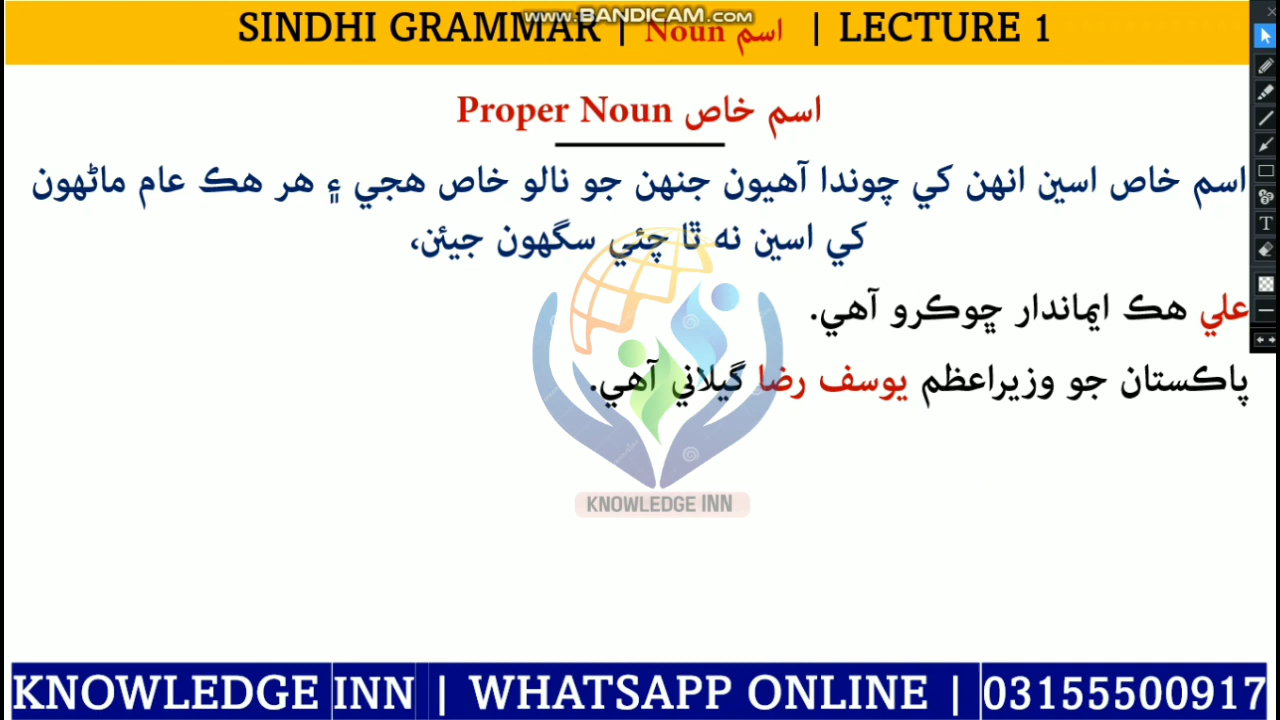 www.BANDICAM.com
SINDHI GRAMMAR | Noun اسم | LECTURE 1
اسم خاص Proper Noun
اسم خاص اسين انهن کي چوندا آهيون جنهن جو نالو خاص هجي ۽ هر هڪ عام ماڻهون
کي اسين نه ٿا چئي سگهون جيئن،
علي هڪ ايماندار ڇوڪرو آهي.
پاڪستان جو وزيراعظم يوسف رضا گيلاني آهي.
KNOWLEDGE INN
KNOWLEDGE INN | WHATSAPP ONLINE | 03155500917